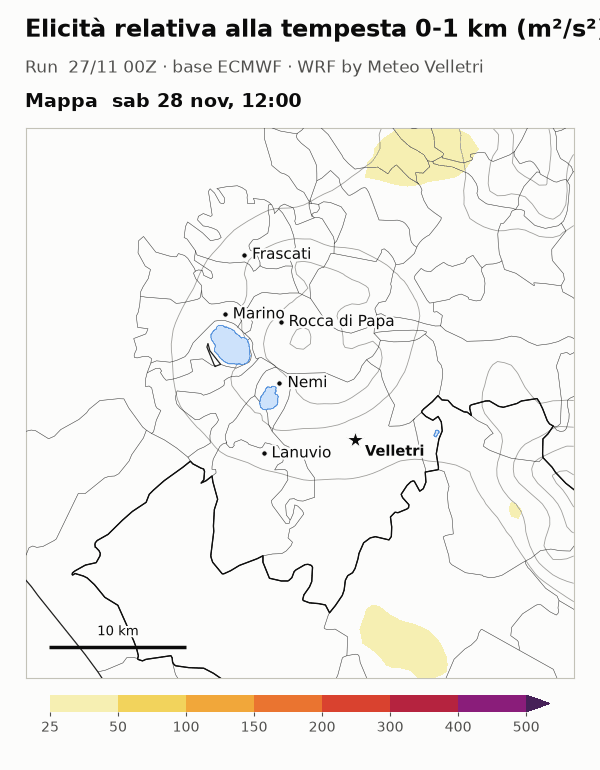 Elicità relativa alla tempesta 0-1 km (m²/s²)
Run 27/11 00Z · base ECMWF · WRF by Meteo Velletri
Mappa sab 28 nov, 12:00
Frascati
Marino
Rocca di Papa
Nemi
Velletri
Lanuvio
10 km
25 50 100 150 200 300 400 500